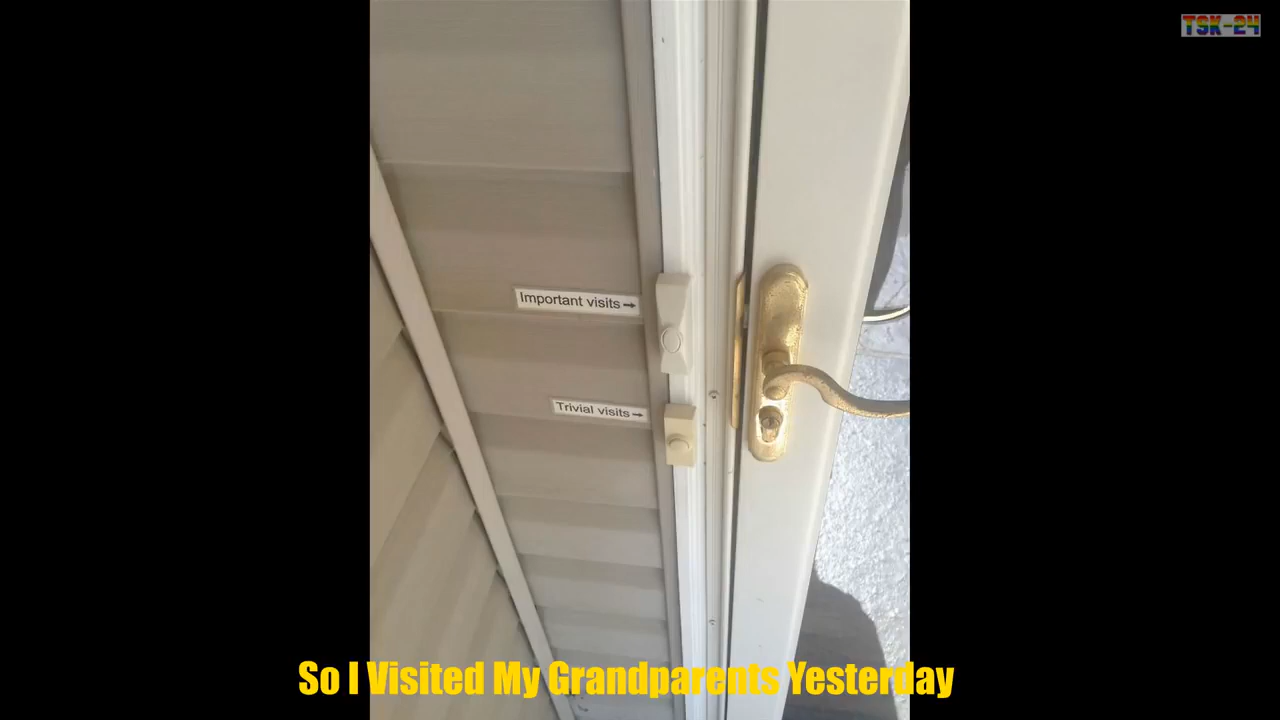 TSK-24
Important visits→
Trivial visits→
So I Visited My Grandparents Yesterday